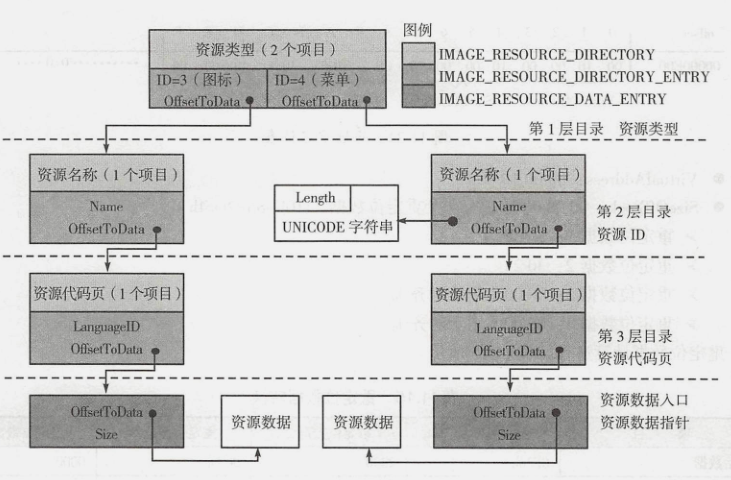 图例
IMAGE_RESOURCE_DIRECTORY
IMAGE_RESOURCE_DIRECTORY_ENTRY
IMAGE_RESOURCE_DATA_ENTRY
资源类型（2 个项目）
ID=3（图标）
OffsetToData
ID=4（菜单）
OffsetToData
第 1 层目录 资源类型
资源名称（1 个项目）
Name
OffsetToData
Length
UNICODE 字符串
资源名称（1 个项目）
Name
OffsetToData
第 2 层目录
资源 ID
资源代码页（1 个项目）
LanguageID
OffsetToData
资源代码页（1 个项目）
LanguageID
OffsetToData
第 3 层目录
资源代码页
OffsetToData
Size
资源数据
资源数据
OffsetToData
Size
资源数据入口
资源数据指针